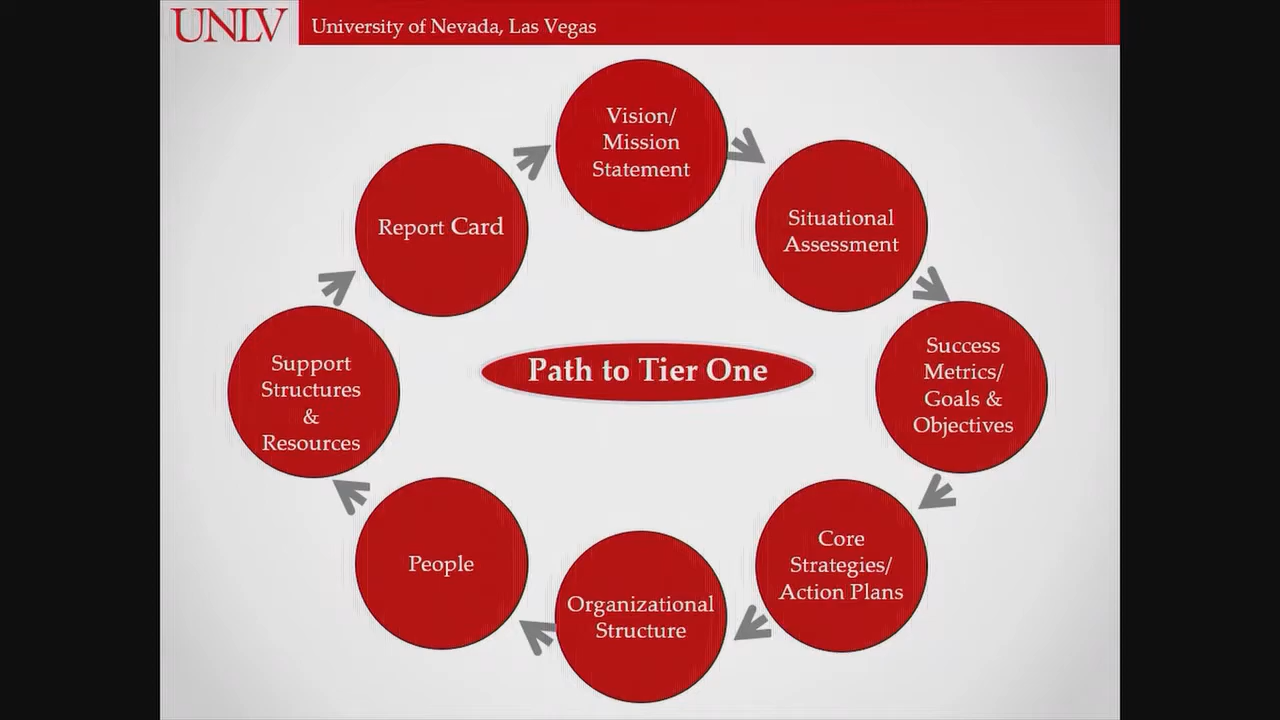 UNLV
University of Nevada, Las Vegas
Vision/
Mission
Statement
Situational
Assessment
Success
Metrics/
Goals &
Objectives
Core
Strategies/
Action Plans
Organizational
Structure
People
Support
Structures
&
Resources
Report Card
Path to Tier One